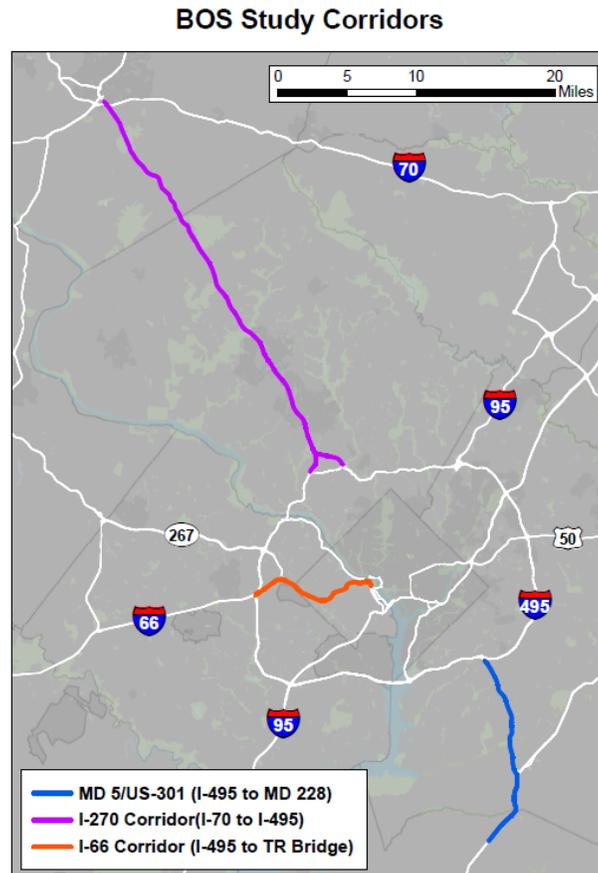 BOS Study Corridors
0 5 10 20
Miles
70
95
267
50
66
495
95
MD 5/US-301 (I-495 to MD 228)
I-270 Corridor(I-70 to I-495)
I-66 Corridor (I-495 to TR Bridge)